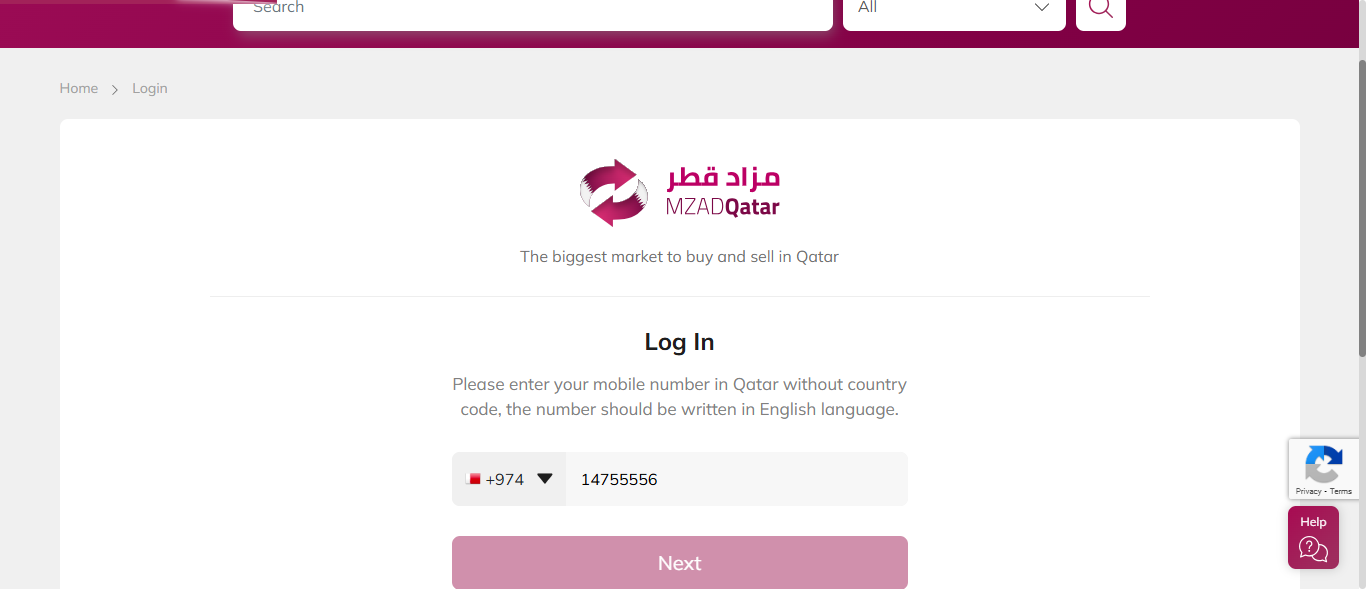 Search
All
Home
Login
مزاد قطر
MZADQatar
The biggest market to buy and sell in Qatar
Log In
Please enter your mobile number in Qatar without country
code, the number should be written in English language.
+974
14755556
Privacy - Terms
Help
Next